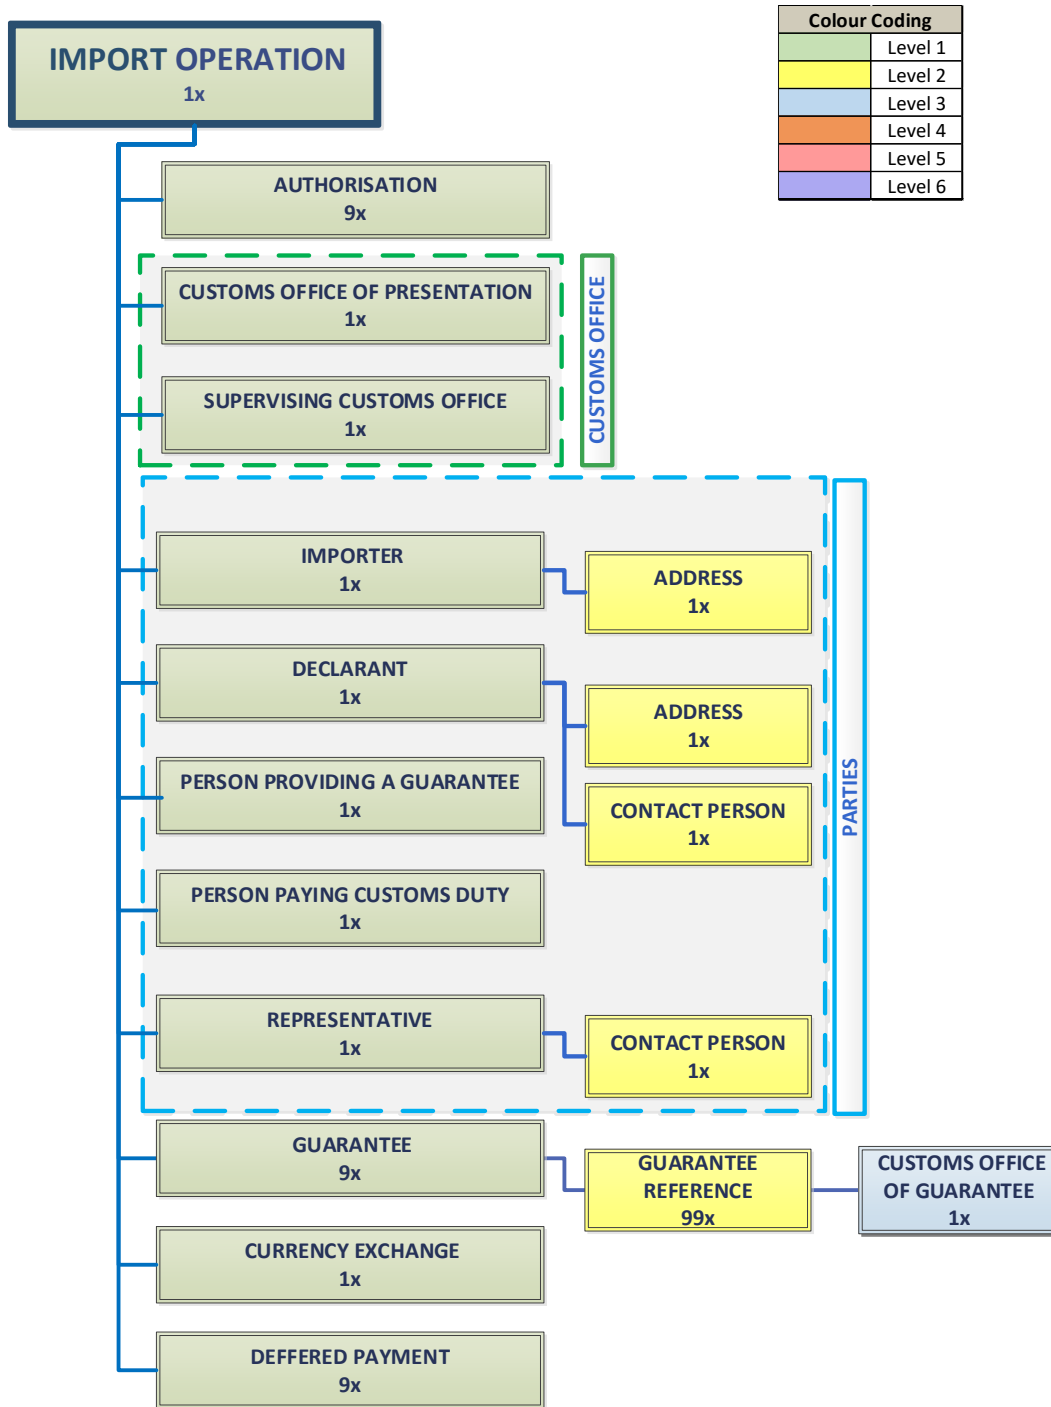 IMPORT OPERATION
1x
Colour Coding
Level 1
Level 2
Level 3
Level 4
Level 5
Level 6
AUTHORISATION
9x
CUSTOMS OFFICE OF PRESENTATION
1x
SUPERVISING CUSTOMS OFFICE
1x
CUSTOMS OFFICE
IMPORTER
1x
ADDRESS
1x
DECLARANT
1x
ADDRESS
1x
CONTACT PERSON
1x
PERSON PROVIDING A GUARANTEE
1x
PERSON PAYING CUSTOMS DUTY
1x
REPRESENTATIVE
1x
CONTACT PERSON
1x
PARTIES
GUARANTEE
9x
GUARANTEE
REFERENCE
99x
CUSTOMS OFFICE
OF GUARANTEE
1x
CURRENCY EXCHANGE
1x
DEFFERED PAYMENT
9x